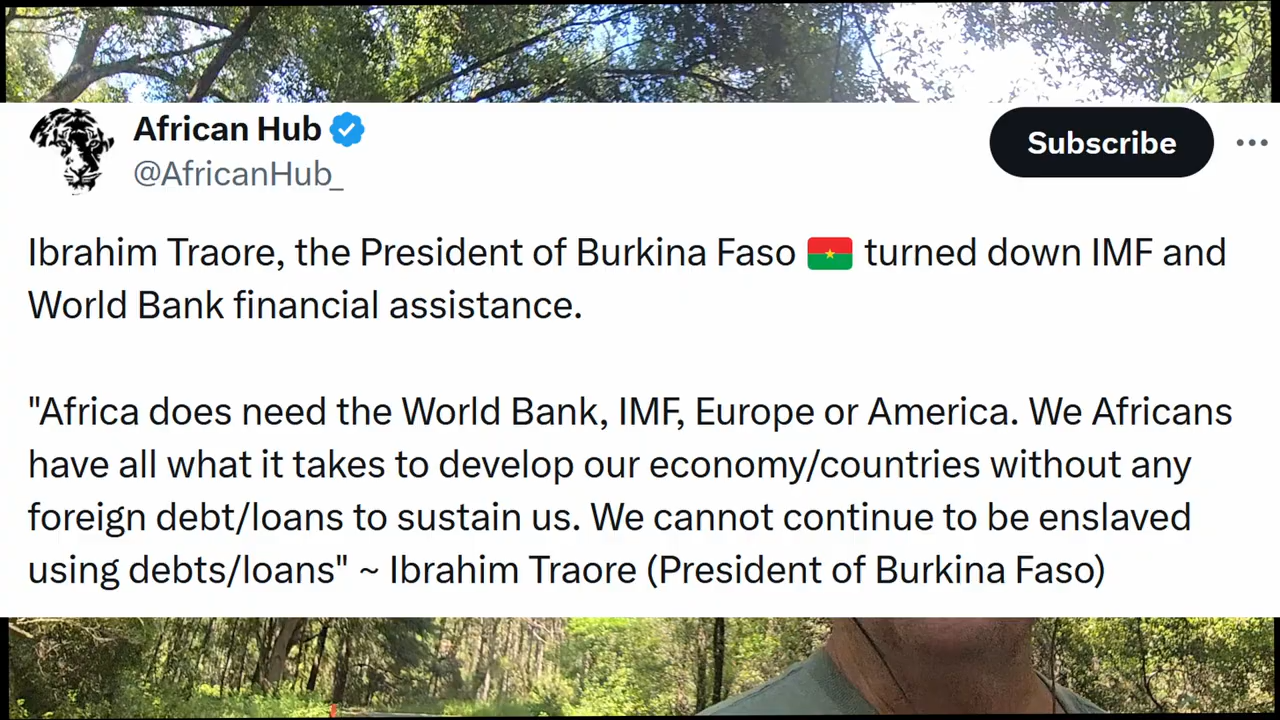 African Hub
@AfricanHub_
Subscribe
Ibrahim Traore, the President of Burkina Faso 🇧🇫 turned down IMF and
World Bank financial assistance.
"Africa does need the World Bank, IMF, Europe or America. We Africans
have all what it takes to develop our economy/countries without any
foreign debt/loans to sustain us. We cannot continue to be enslaved
using debts/loans" ~ Ibrahim Traore (President of Burkina Faso)